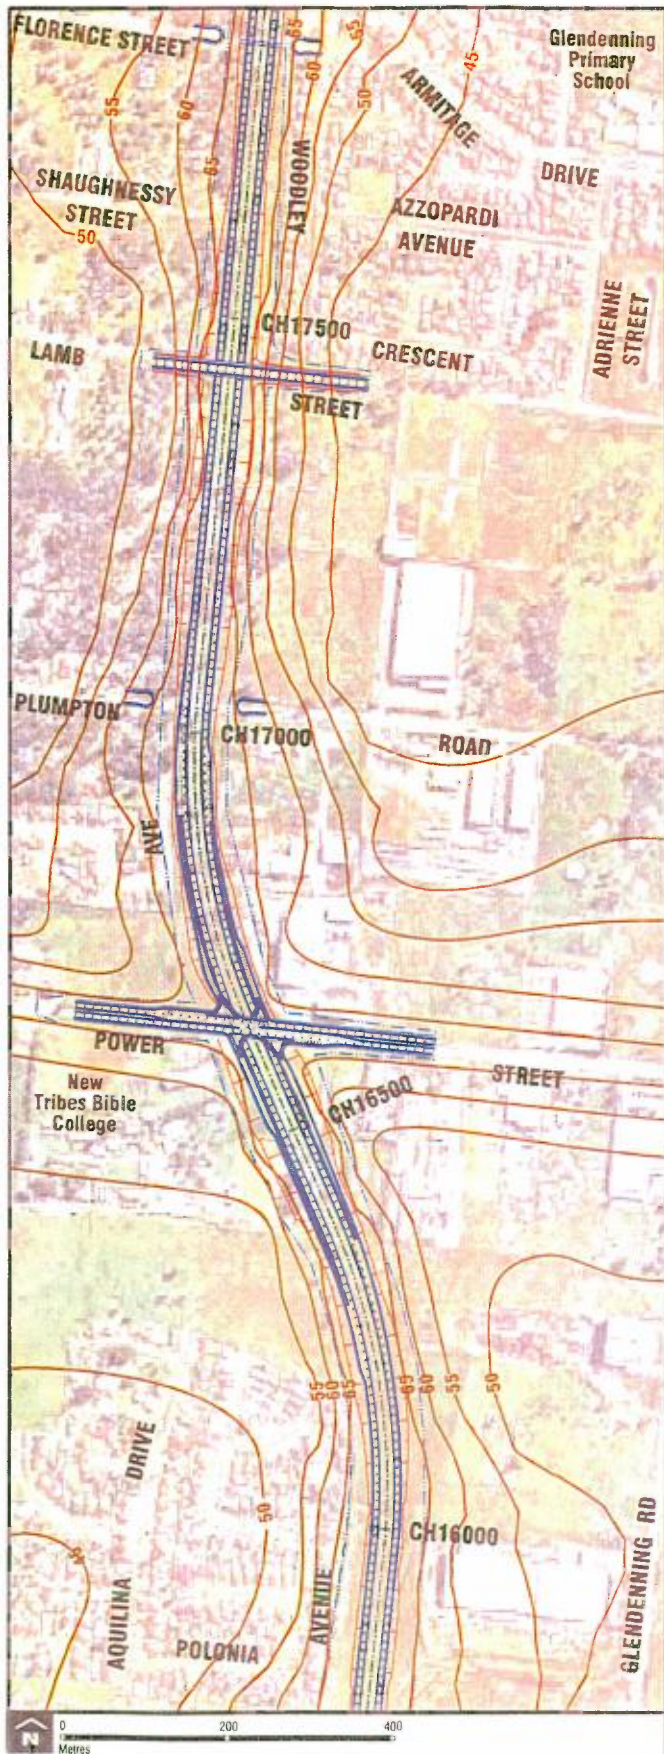 FLORENCE STREET
65
65
60
45
Glendenning
Primary
School
55
60
50
65
ARMITAGE
DRIVE
WOODLEY
SHAUGHNESSY
STREET
50
AZZOPARDI
AVENUE
ADRIENNE
STREET
CH17500
CRESCENT
LAMB
STREET
PLUMPTON
CH17000
ROAD
50
AVE
POWER
STREET
New
Tribes Bible
College
CH16500
55
60
65
65
60
55
50
DRIVE
50
CH16000
GLENDENNING RD
AQUILINA
POLONIA
AVENUE
N
0
200
400
Metres